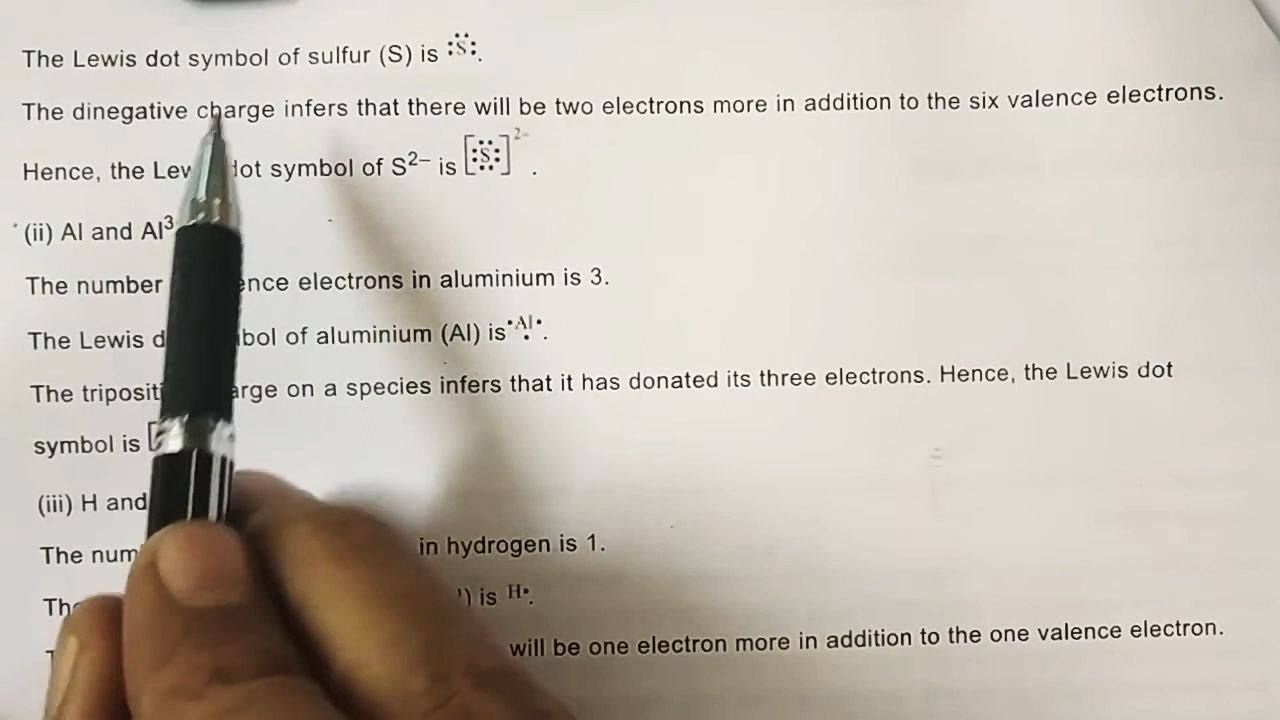 The Lewis dot symbol of sulfur (S) is :S:.
The dinegative charge infers that there will be two electrons more in addition to the six valence electrons.
Hence, the Lew dot symbol of S²⁻ is [:S:]²⁻ .
(ii) Al and Al³
The number ence electrons in aluminium is 3.
The Lewis d bol of aluminium (Al) is •Al•.
The triposit arge on a species infers that it has donated its three electrons. Hence, the Lewis dot
symbol is [
(iii) H and
The num in hydrogen is 1.
The ') is H•.
will be one electron more in addition to the one valence electron.